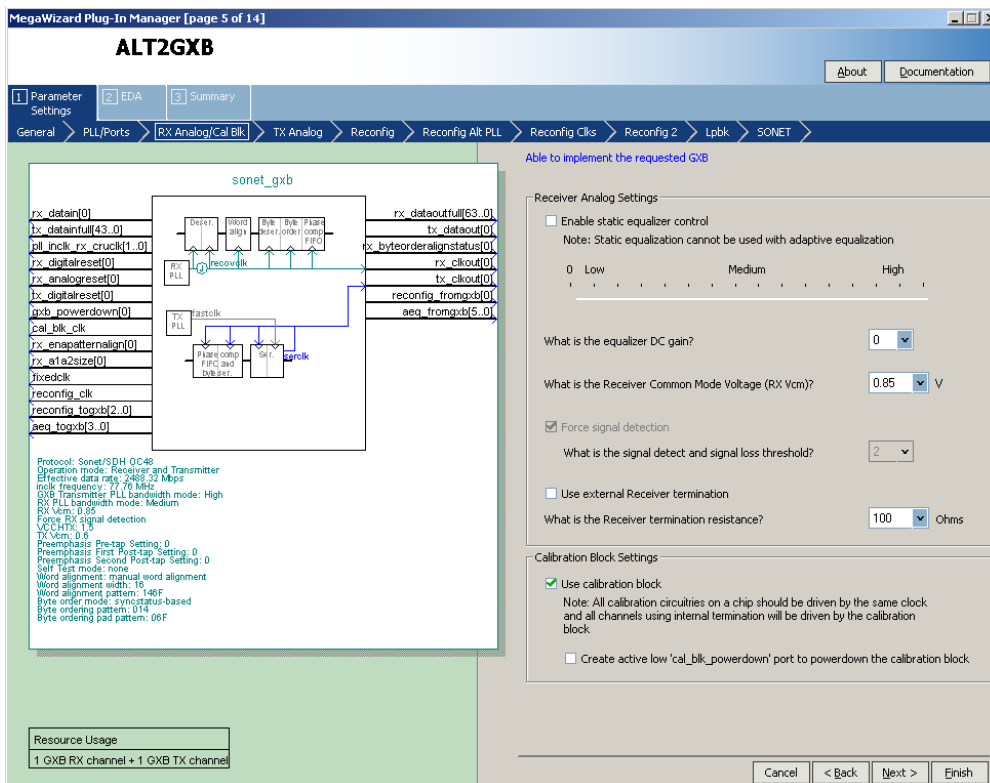 MegaWizard Plug-In Manager [page 5 of 14]
ALT2GXB
About
Documentation
1 Parameter Settings
2 EDA
3 Summary
General
PLL/Ports
RX Analog/Cal Blk
TX Analog
Reconfig
Reconfig Alt PLL
Reconfig Clks
Reconfig 2
Lpbk
SONET
sonet_gxb
rx_datain[0]
tx_datainfull[43..0]
pll_inclk_rx_cruclk[1..0]
rx_digitalreset[0]
rx_analogreset[0]
tx_digitalreset[0]
gxb_powerdown[0]
cal_blk_clk
rx_enapatternalign[0]
rx_a1a2size[0]
fixedclk
reconfig_clk
reconfig_togxb[2..0]
aeq_togxb[3..0]
Deser.
Word align
Byte deser.
Byte order
Phase comp FIFO
RX PLL
recovclk
TX PLL
fastclk
Phase comp FIFO and byte ser.
Ser.
serclk
rx_dataoutfull[63..0]
tx_dataout[0]
rx_byteorderalignstatus[0]
rx_clkout[0]
tx_clkout[0]
reconfig_fromgxb[0]
aeq_fromgxb[5..0]
Protocol: Sonet/SDH OC48
Operation mode: Receiver and Transmitter
Effective data rate: 2488.32 Mbps
inclk frequency: 77.76 MHz
GXB Transmitter PLL bandwidth mode: High
RX PLL bandwidth mode: Medium
RX Vcm: 0.85
Force RX signal detection
VCCHTX: 1.5
TX Vcm: 0.6
Preemphasis Pre-tap Setting: 0
Preemphasis First Post-tap Setting: 0
Preemphasis Second Post-tap Setting: 0
Self Test mode: none
Word alignment: manual word alignment
Word alignment width: 16
Word alignment pattern: 146F
Byte order mode: syncstatus-based
Byte ordering pattern: 014
Byte ordering pad pattern: 06F
Resource Usage
1 GXB RX channel + 1 GXB TX channel
Able to implement the requested GXB
Receiver Analog Settings
Enable static equalizer control
Note: Static equalization cannot be used with adaptive equalization
0 Low Medium High
What is the equalizer DC gain? 0
What is the Receiver Common Mode Voltage (RX Vcm)? 0.85 V
Force signal detection
What is the signal detect and signal loss threshold? 2
Use external Receiver termination
What is the Receiver termination resistance? 100 Ohms
Calibration Block Settings
Use calibration block
Note: All calibration circuitries on a chip should be driven by the same clock
and all channels using internal termination will be driven by the calibration
block
Create active low 'cal_blk_powerdown' port to powerdown the calibration block
Cancel
< Back
Next >
Finish